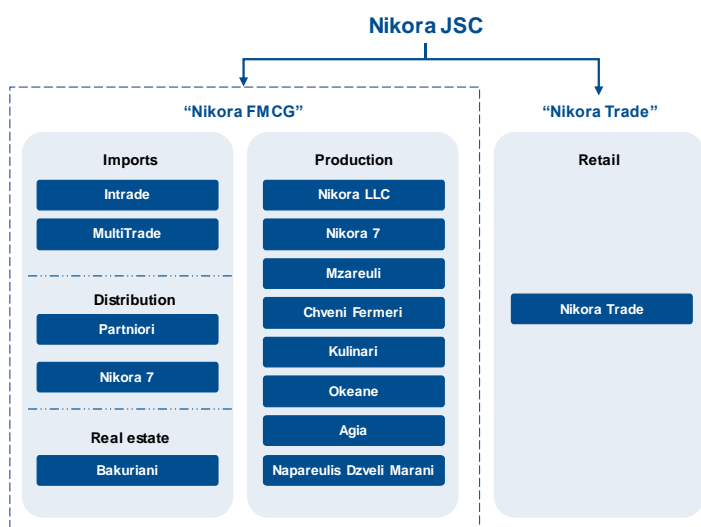 Nikora JSC
“Nikora FMCG”
“Nikora Trade”
Imports
Intrade
MultiTrade
Distribution
Partniori
Nikora 7
Real estate
Bakuriani
Production
Nikora LLC
Nikora 7
Mzareuli
Chveni Fermeri
Kulinari
Okeane
Agia
Napareulis Dzveli Marani
Retail
Nikora Trade